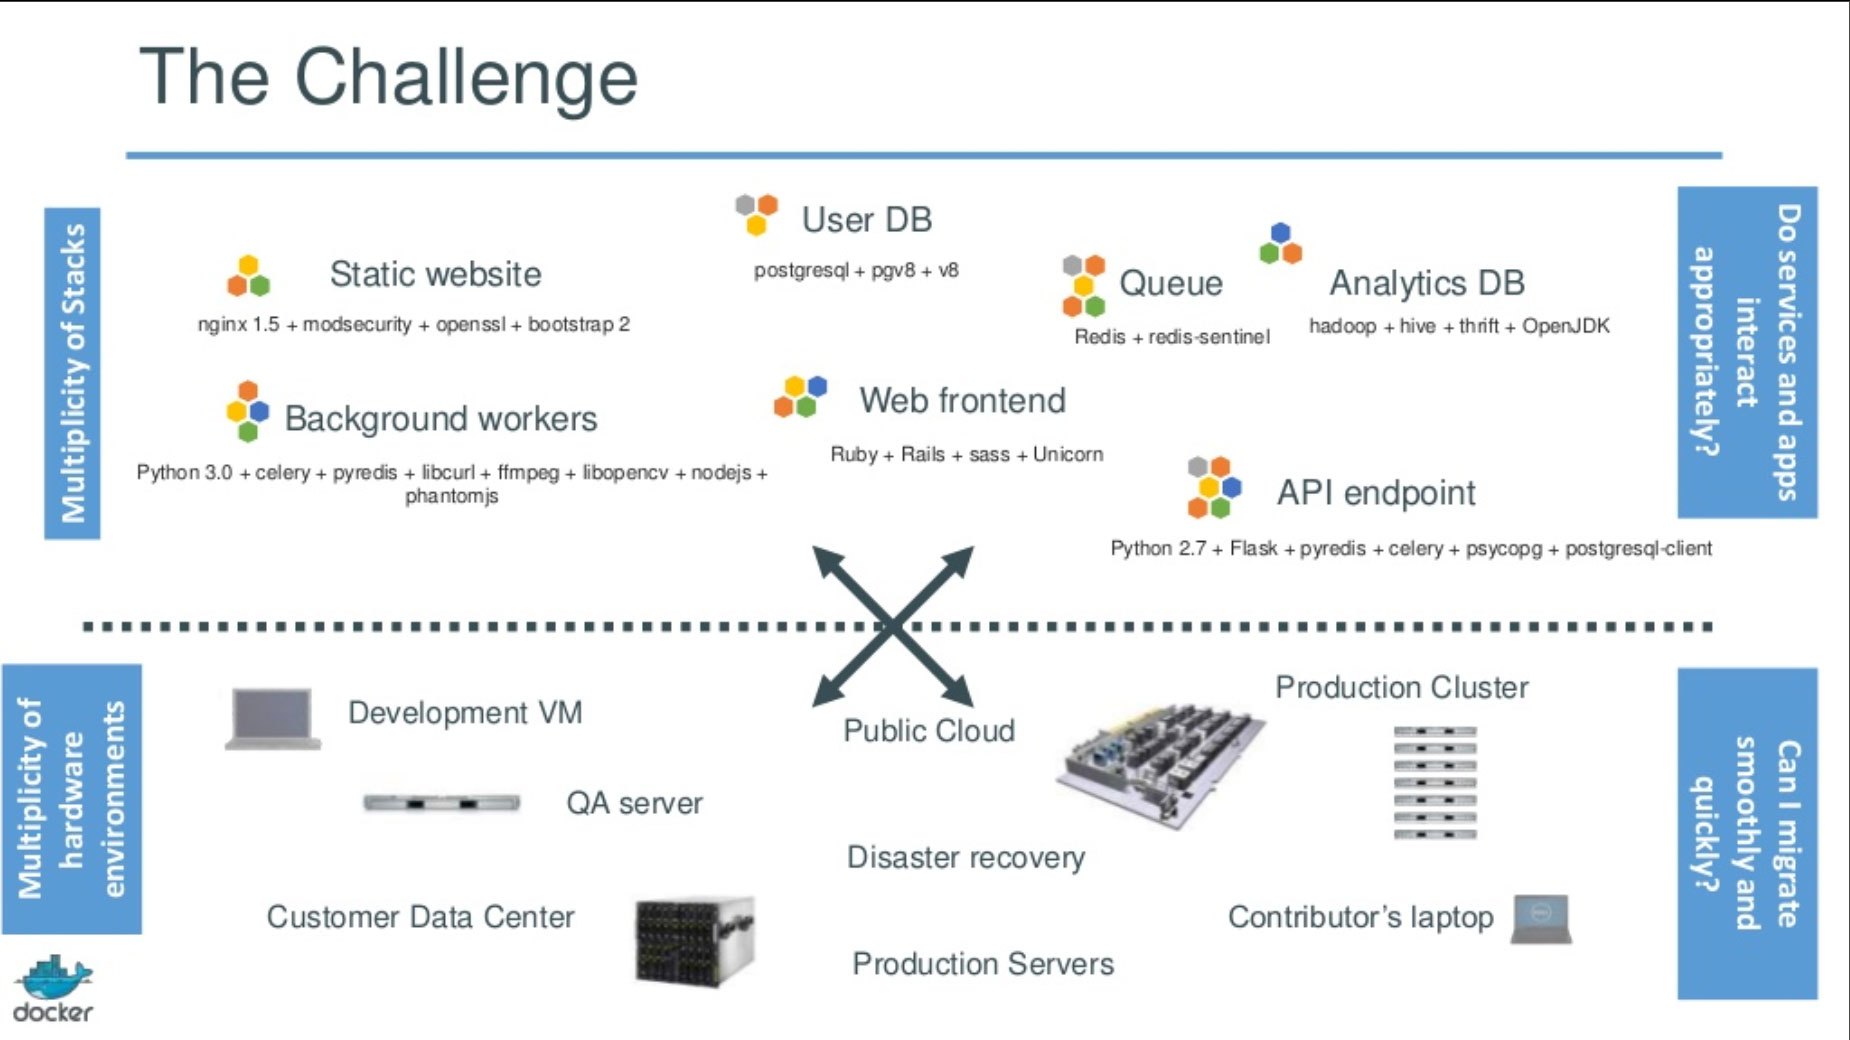 The Challenge
Multiplicity of Stacks
Do services and apps
interact
appropriately?
User DB
postgresql + pgv8 + v8
Static website
nginx 1.5 + modsecurity + openssl + bootstrap 2
Queue
Redis + redis-sentinel
Analytics DB
hadoop + hive + thrift + OpenJDK
Background workers
Python 3.0 + celery + pyredis + libcurl + ffmpeg + libopencv + nodejs +
phantomjs
Web frontend
Ruby + Rails + sass + Unicorn
API endpoint
Python 2.7 + Flask + pyredis + celery + psycopg + postgresql-client
Multiplicity of
hardware
environments
Can I migrate
smoothly and
quickly?
Development VM
Public Cloud
Production Cluster
QA server
Disaster recovery
Customer Data Center
Contributor’s laptop
Production Servers
docker